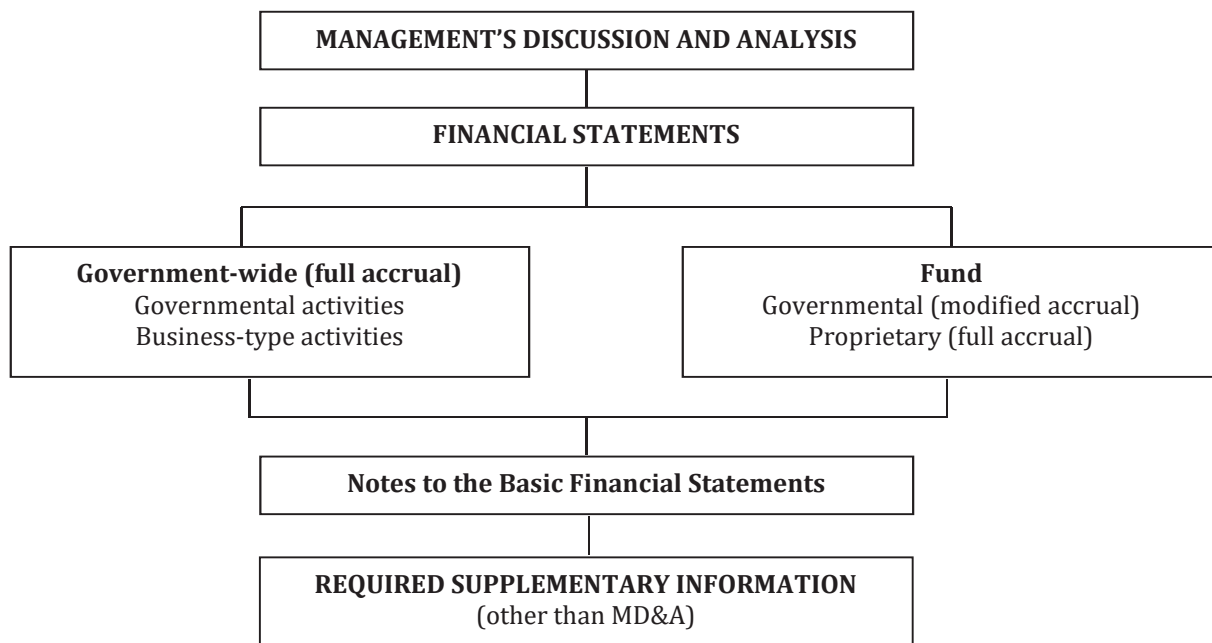 MANAGEMENT’S DISCUSSION AND ANALYSIS
FINANCIAL STATEMENTS
Government-wide (full accrual)
Governmental activities
Business-type activities
Fund
Governmental (modified accrual)
Proprietary (full accrual)
Notes to the Basic Financial Statements
REQUIRED SUPPLEMENTARY INFORMATION
(other than MD&A)